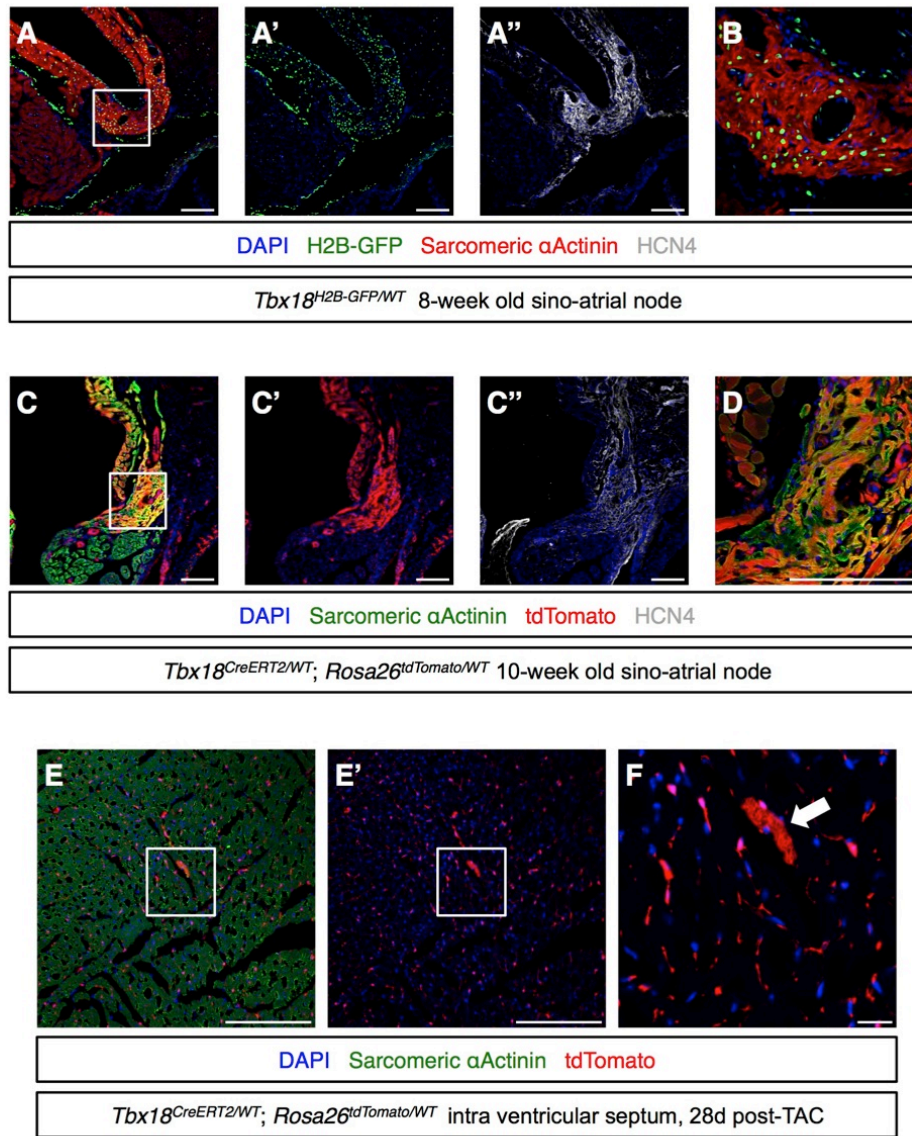 A A’ A’’ B
DAPI H2B-GFP Sarcomeric αActinin HCN4
Tbx18H2B-GFP/WT 8-week old sino-atrial node
C C’ C’’ D
DAPI Sarcomeric αActinin tdTomato HCN4
Tbx18CreERT2/WT; Rosa26tdTomato/WT 10-week old sino-atrial node
E E’ F
DAPI Sarcomeric αActinin tdTomato
Tbx18CreERT2/WT; Rosa26tdTomato/WT intra ventricular septum, 28d post-TAC